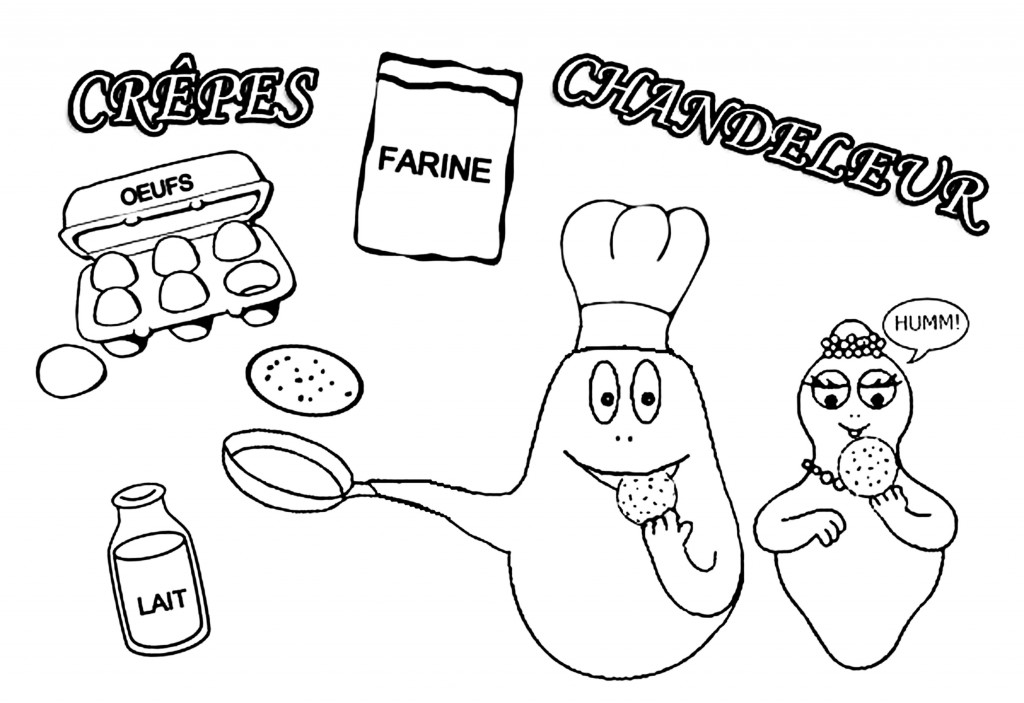 CRÊPES
CHANDELEUR
FARINE
OEUFS
HUMM!
LAIT